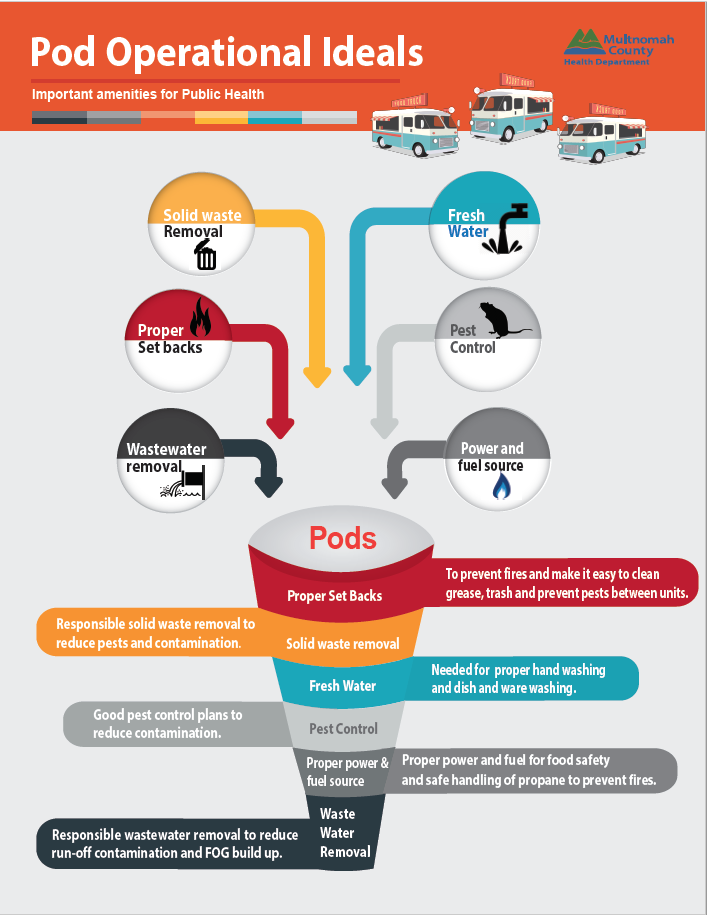 Pod Operational Ideals
Multnomah
County
Health Department
Important amenities for Public Health
Solid waste
Removal
Fresh
Water
Proper
Set backs
Pest
Control
Wastewater
removal
Power and
fuel source
Pods
Proper Set Backs
To prevent fires and make it easy to clean
grease, trash and prevent pests between units.
Responsible solid waste removal to
reduce pests and contamination.
Solid waste removal
Fresh Water
Needed for proper hand washing
and dish and ware washing.
Good pest control plans to
reduce contamination.
Pest Control
Proper power &
fuel source
Proper power and fuel for food safety
and safe handling of propane to prevent fires.
Waste
Water
Removal
Responsible wastewater removal to reduce
run-off contamination and FOG build up.